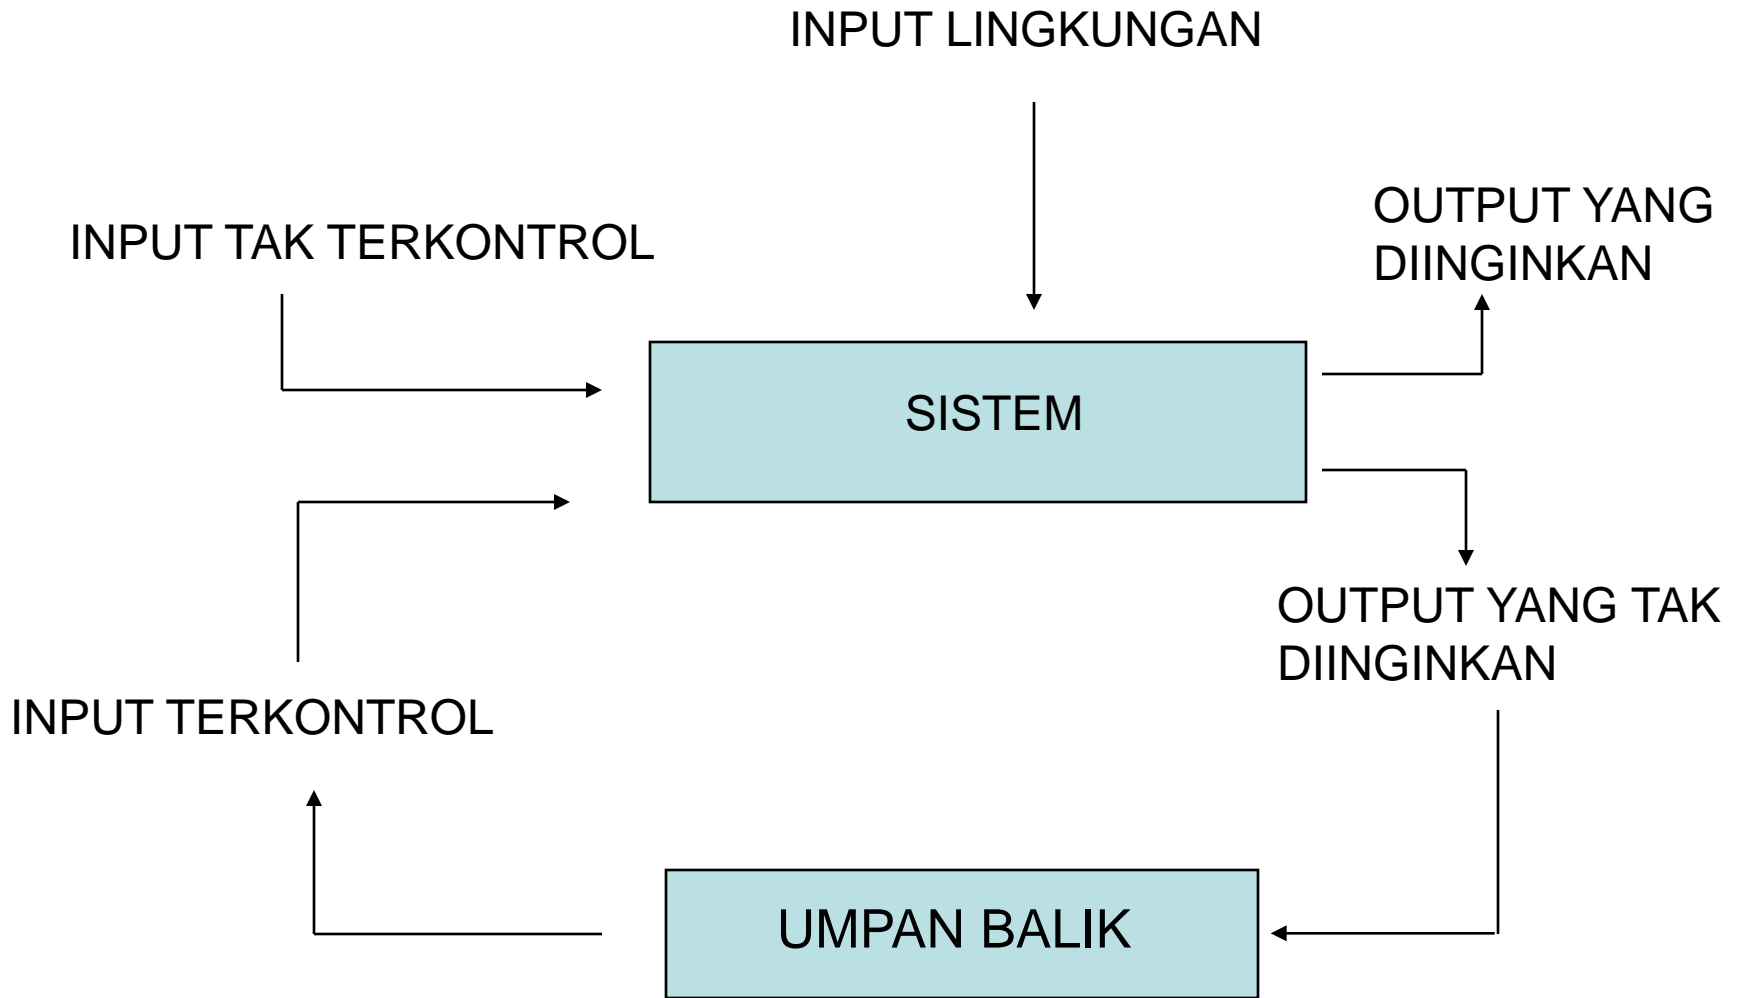 INPUT LINGKUNGAN
OUTPUT YANG
DIINGINKAN
INPUT TAK TERKONTROL
SISTEM
OUTPUT YANG TAK
DIINGINKAN
INPUT TERKONTROL
UMPAN BALIK